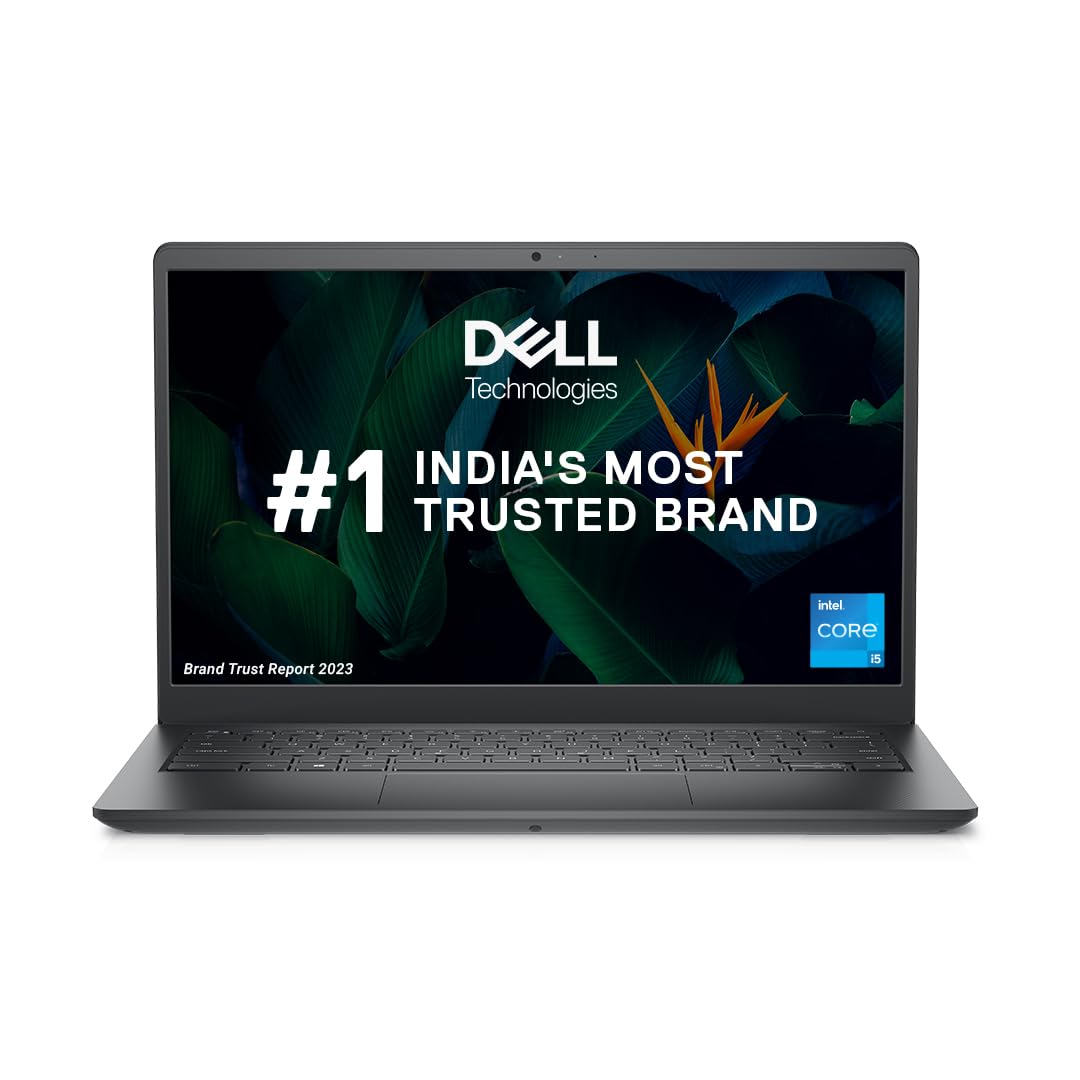 DELL
Technologies
#1 INDIA'S MOST
TRUSTED BRAND
intel.
CORE
i5
Brand Trust Report 2023